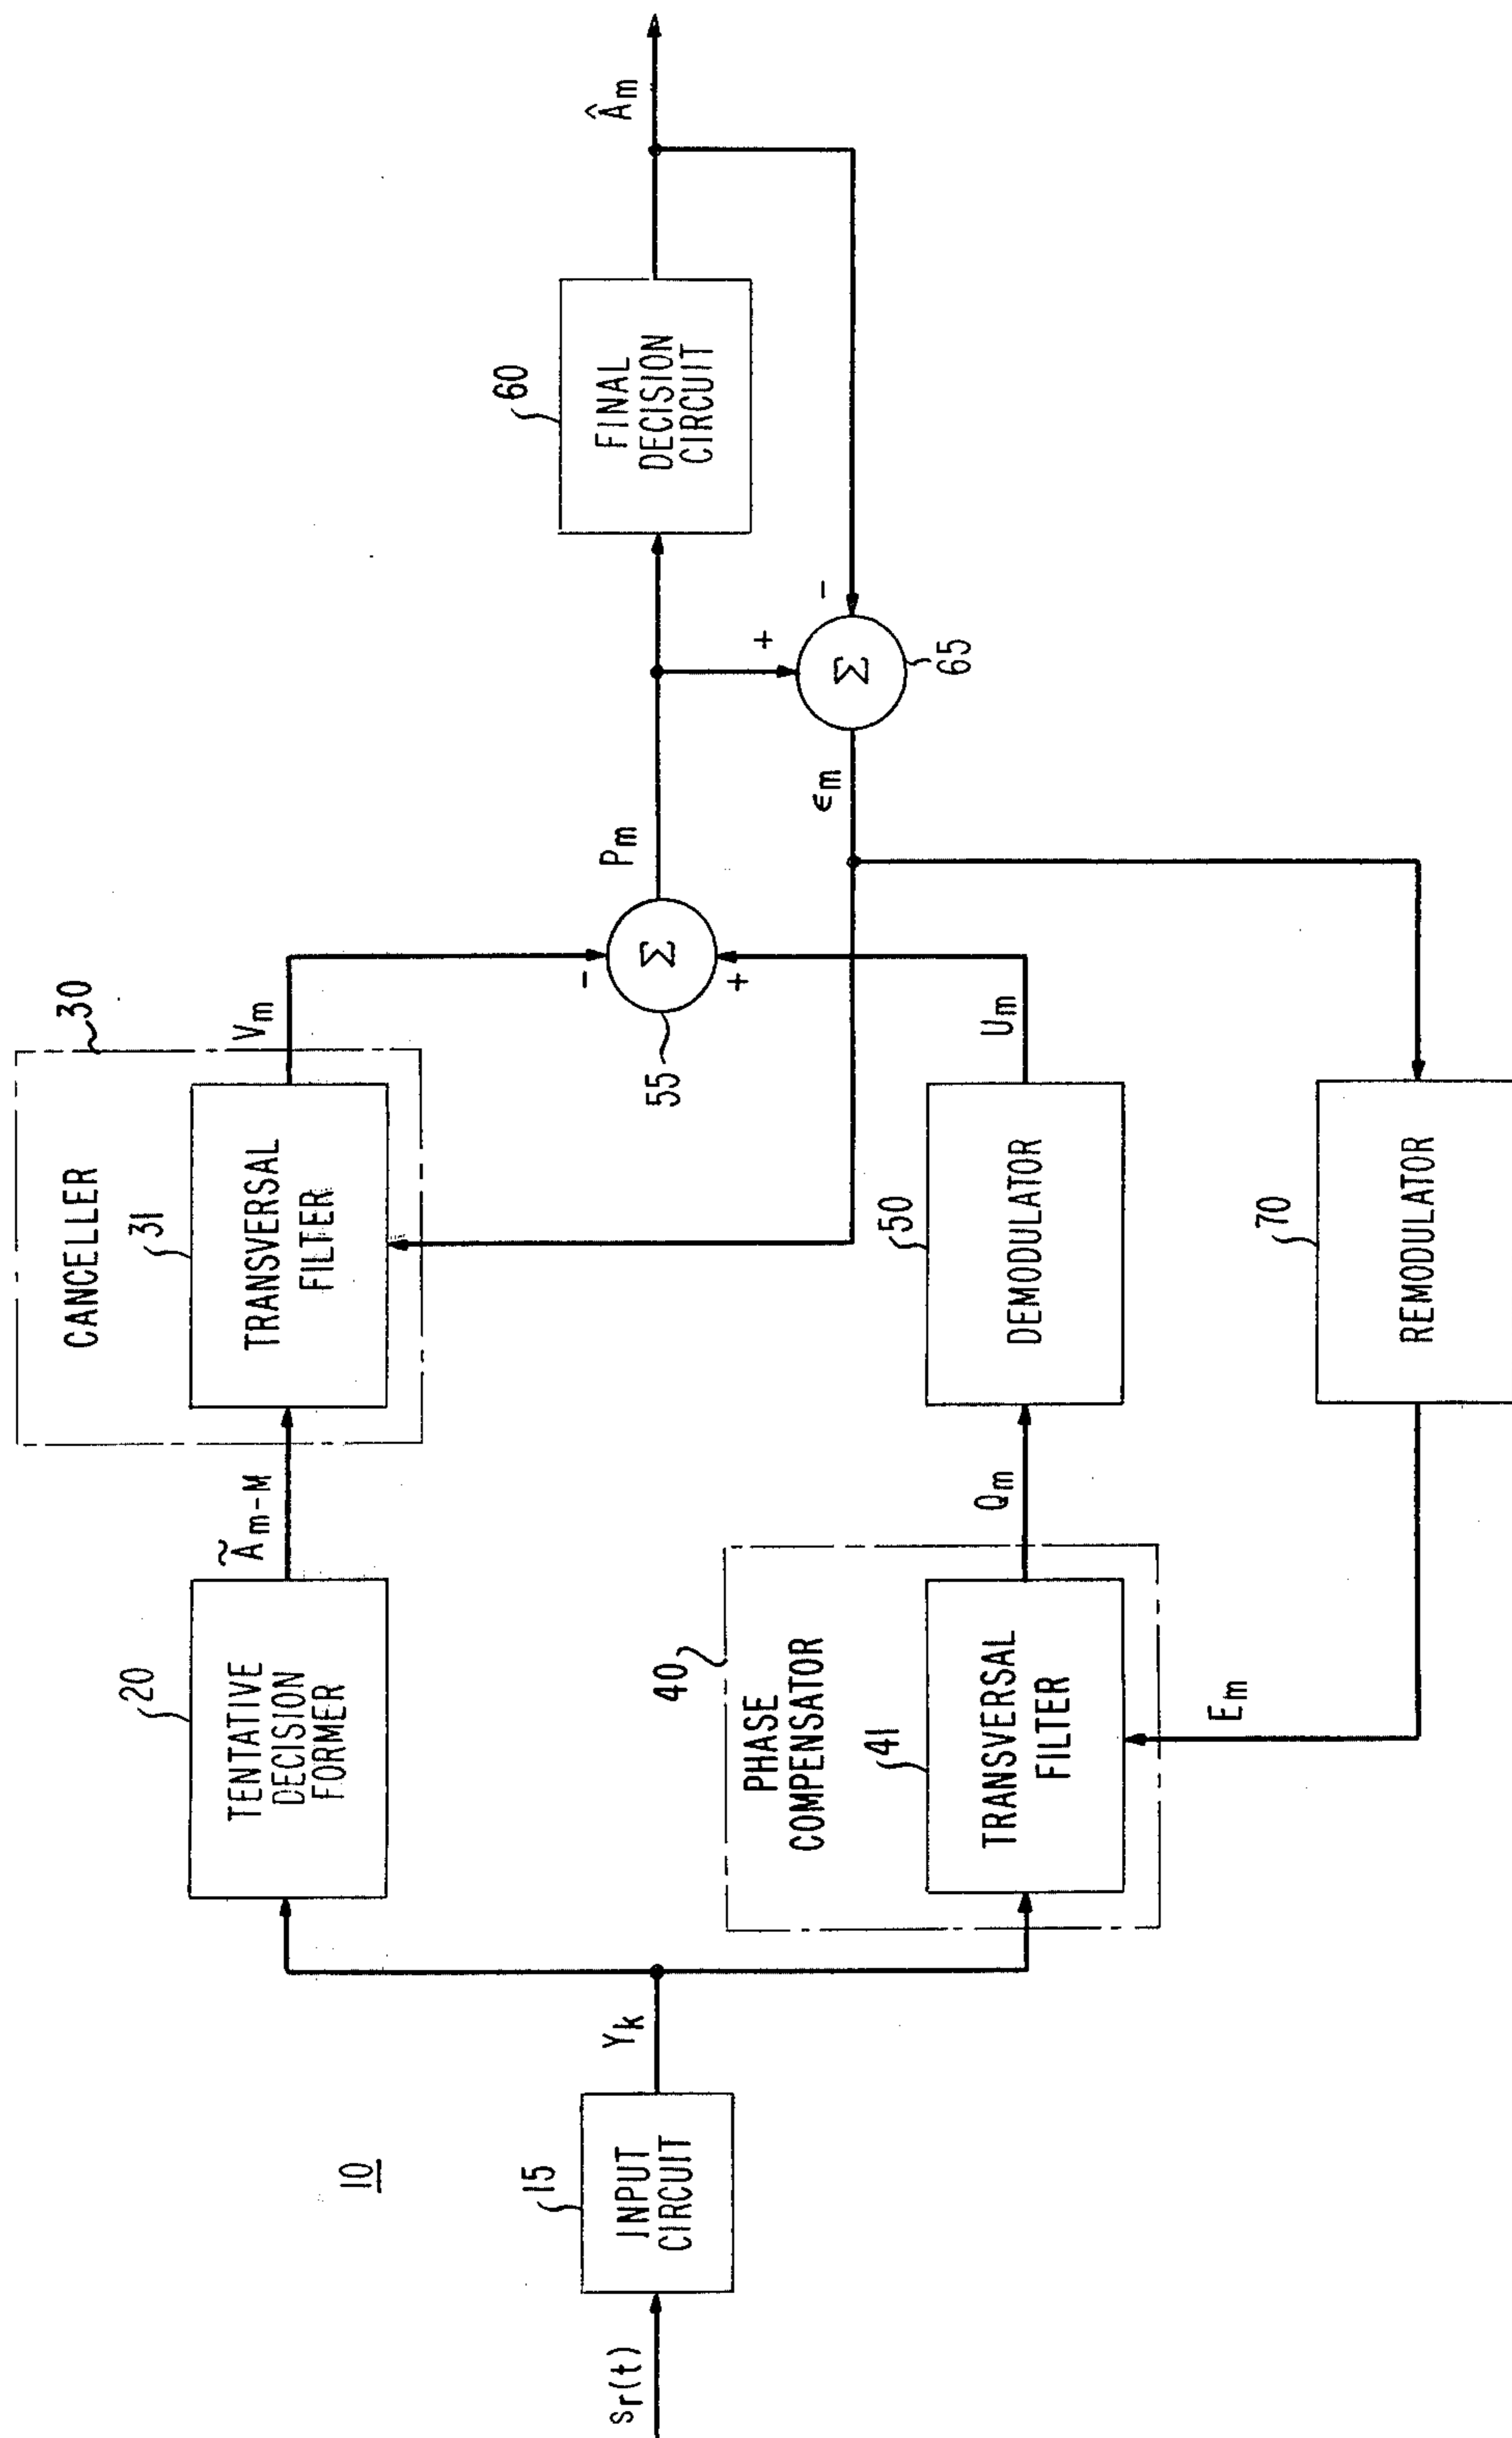 10
sr(t)
15
INPUT
CIRCUIT
Yk
20
TENTATIVE
DECISION
FORMER
Ãm-M
30
CANCELLER
31
TRANSVERSAL
FILTER
Vm
40
PHASE
COMPENSATOR
41
TRANSVERSAL
FILTER
Em
Qm
50
DEMODULATOR
Um
70
REMODULATOR
-
Σ
+
55
Pm
ϵm
+
-
Σ
65
60
FINAL
DECISION
CIRCUIT
Âm